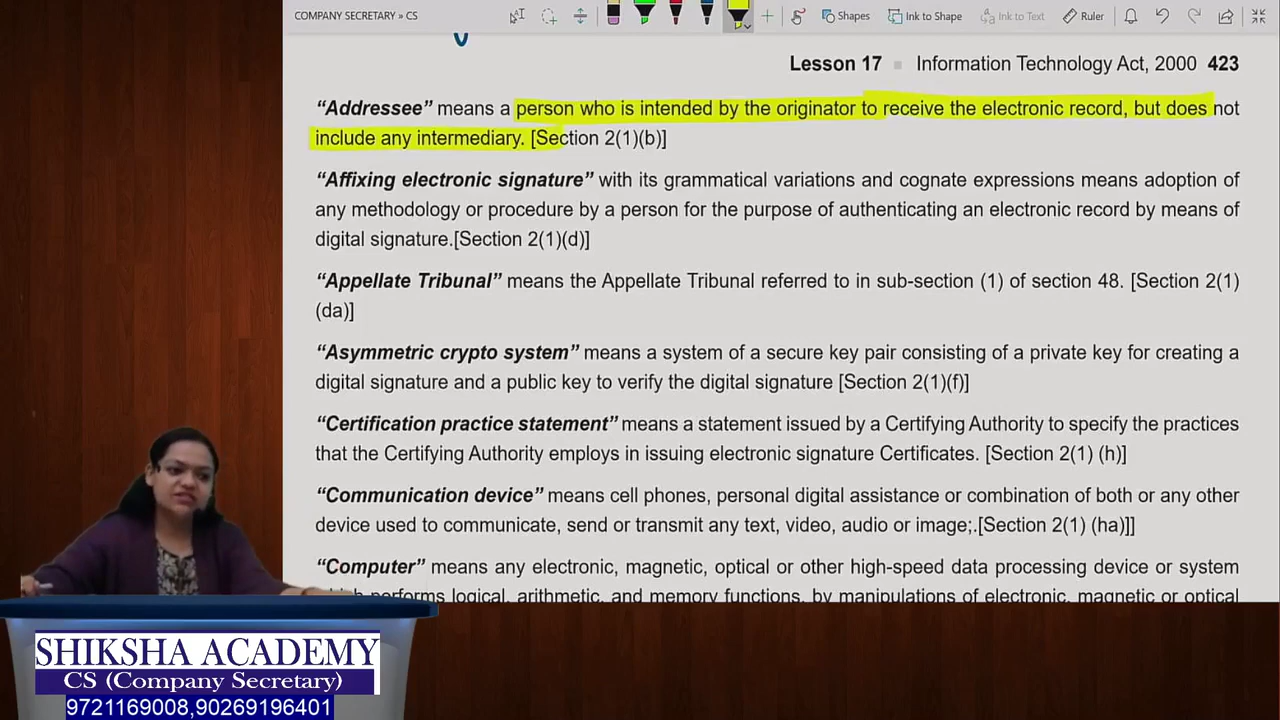 COMPANY SECRETARY » CS
Shapes
Ink to Shape
Ink to Text
Ruler
Lesson 17 ■ Information Technology Act, 2000 423
“Addressee” means a person who is intended by the originator to receive the electronic record, but does not
include any intermediary. [Section 2(1)(b)]
“Affixing electronic signature” with its grammatical variations and cognate expressions means adoption of
any methodology or procedure by a person for the purpose of authenticating an electronic record by means of
digital signature.[Section 2(1)(d)]
“Appellate Tribunal” means the Appellate Tribunal referred to in sub-section (1) of section 48. [Section 2(1)
(da)]
“Asymmetric crypto system” means a system of a secure key pair consisting of a private key for creating a
digital signature and a public key to verify the digital signature [Section 2(1)(f)]
“Certification practice statement” means a statement issued by a Certifying Authority to specify the practices
that the Certifying Authority employs in issuing electronic signature Certificates. [Section 2(1) (h)]
“Communication device” means cell phones, personal digital assistance or combination of both or any other
device used to communicate, send or transmit any text, video, audio or image;.[Section 2(1) (ha)]]
“Computer” means any electronic, magnetic, optical or other high-speed data processing device or system
performs logical, arithmetic, and memory functions, by manipulations of electronic, magnetic or optical
SHIKSHA ACADEMY
CS (Company Secretary)
9721169008,90269196401